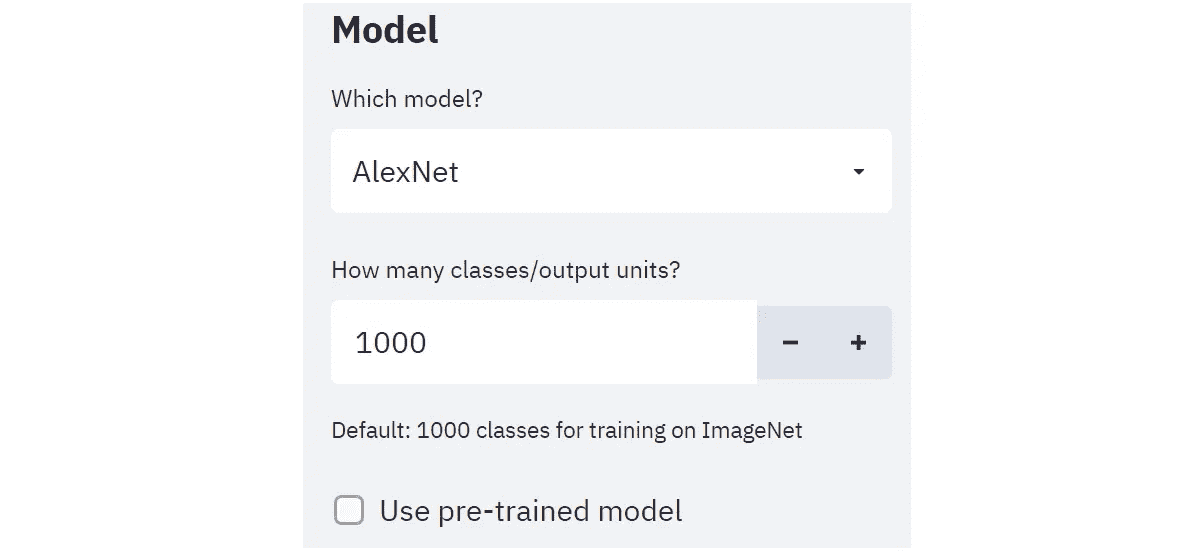 Model
Which model?
AlexNet
How many classes/output units?
1000
− +
Default: 1000 classes for training on ImageNet
Use pre-trained model